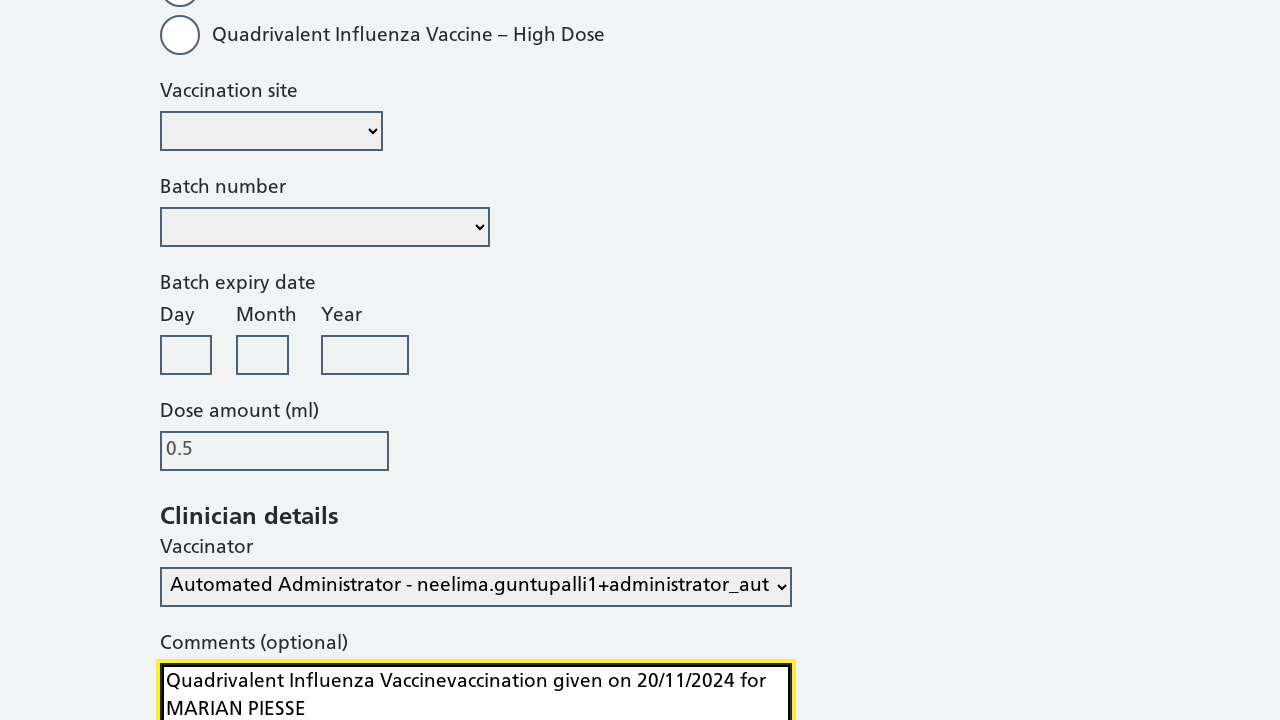 Quadrivalent Influenza Vaccine – High Dose
Vaccination site
Batch number
Batch expiry date
Day Month Year
Dose amount (ml)
0.5
Clinician details
Vaccinator
Automated Administrator - neelima.guntupalli1+administrator_aut
Comments (optional)
Quadrivalent Influenza Vaccinevaccination given on 20/11/2024 for
MARIAN PIESSE